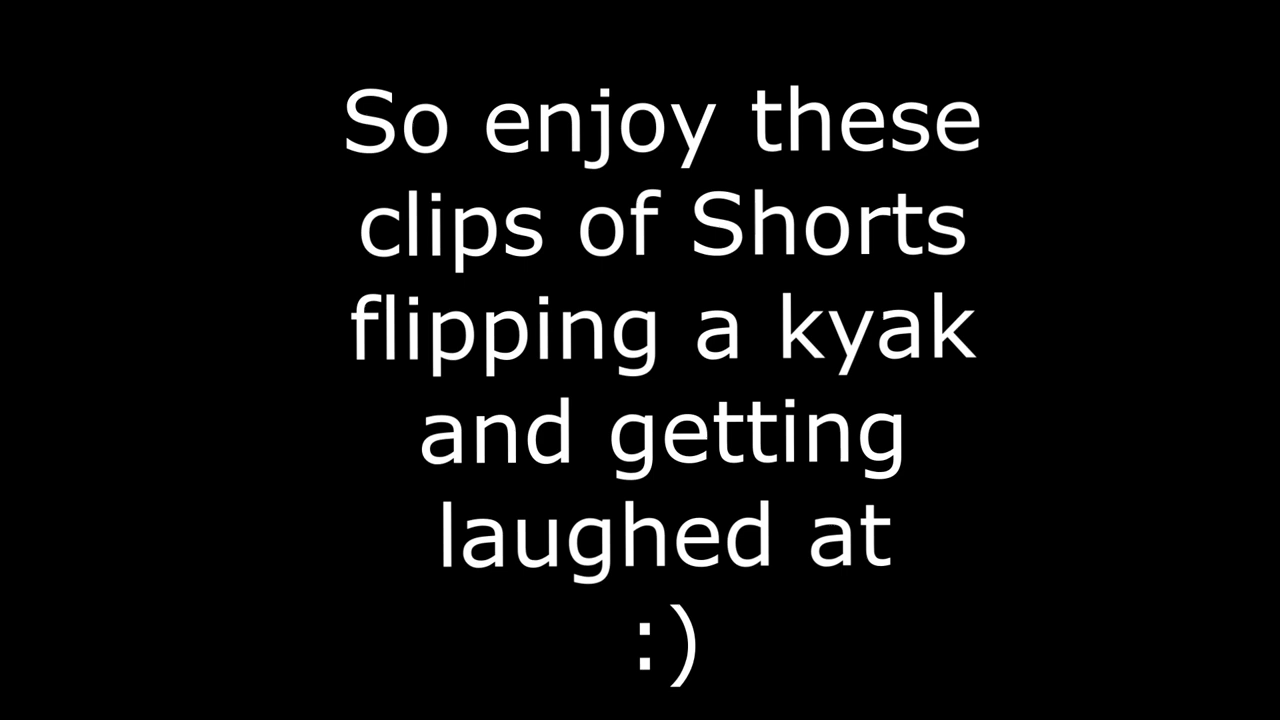 So enjoy these
clips of Shorts
flipping a kyak
and getting
laughed at
:)